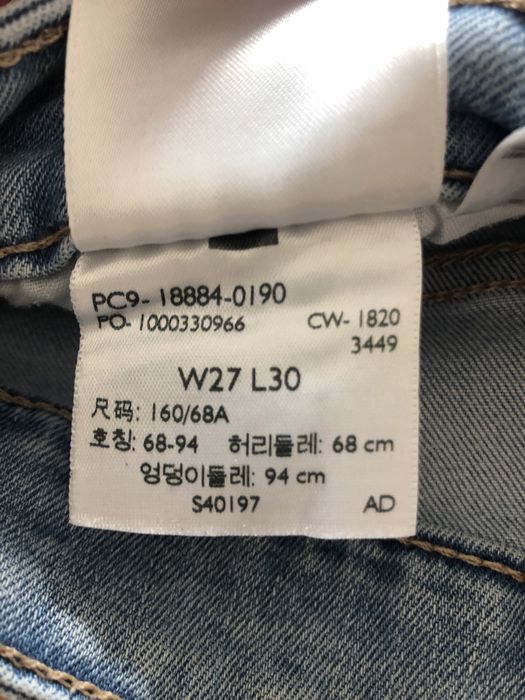 PC9- 18884-0190
PO- 1000330966 CW- 1820
3449
W27 L30
尺码: 160/68A
호칭: 68-94 허리둘레: 68 cm
엉덩이둘레: 94 cm
S40197 AD